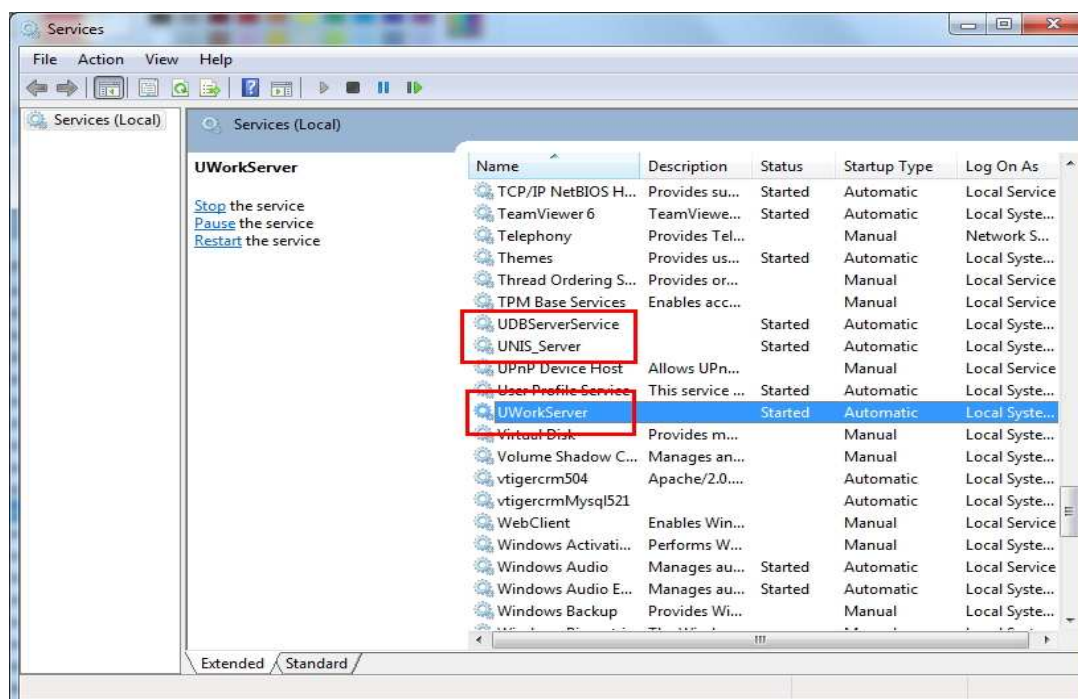 Services
File Action View Help
Services (Local)
Services (Local)
UWorkServer
Stop the service
Pause the service
Restart the service
Name Description Status Startup Type Log On As
TCP/IP NetBIOS H... Provides su... Started Automatic Local Service
TeamViewer 6 TeamViewe... Started Automatic Local Syste...
Telephony Provides Tel... Manual Network S...
Themes Provides us... Started Automatic Local Syste...
Thread Ordering S... Provides or... Manual Local Service
TPM Base Services Enables acc... Manual Local Service
UDBServerService Started Automatic Local Syste...
UNIS_Server Started Automatic Local Syste...
UPnP Device Host Allows UPn... Manual Local Service
User Profile Service This service ... Started Automatic Local Syste...
UWorkServer Started Automatic Local Syste...
Virtual Disk Provides m... Manual Local Syste...
Volume Shadow C... Manages an... Manual Local Syste...
vtigercrm504 Apache/2.0.... Automatic Local Syste...
vtigercrmMysql521 Automatic Local Syste...
WebClient Enables Win... Manual Local Service
Windows Activati... Performs W... Manual Local Syste...
Windows Audio Manages au... Started Automatic Local Service
Windows Audio E... Manages au... Started Automatic Local Syste...
Windows Backup Provides Wi... Manual Local Syste...
Extended Standard